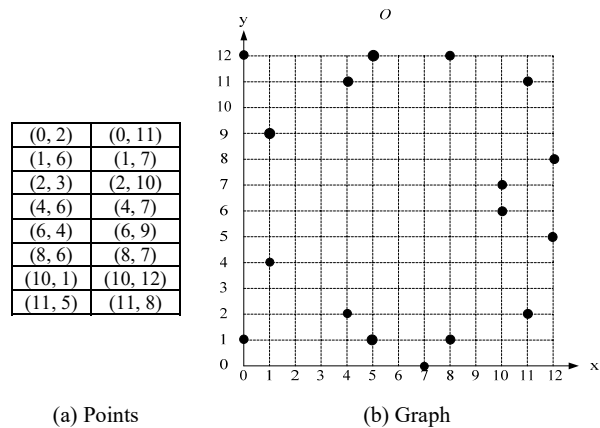 O
y
12
11
10
9
8
7
6
5
4
3
2
1
0
0 1 2 3 4 5 6 7 8 9 10 11 12
x
(0, 2) (0, 11)
(1, 6) (1, 7)
(2, 3) (2, 10)
(4, 6) (4, 7)
(6, 4) (6, 9)
(8, 6) (8, 7)
(10, 1) (10, 12)
(11, 5) (11, 8)
(a) Points
(b) Graph